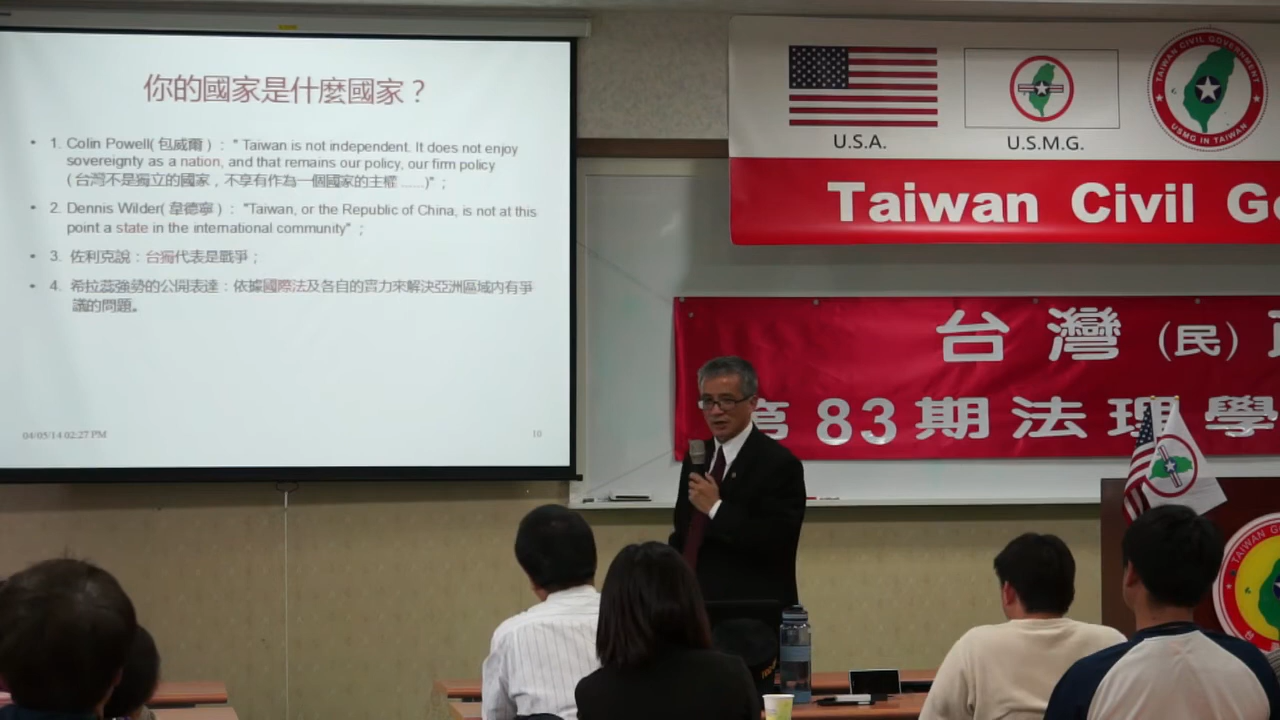 你的國家是什麼國家？
• 1. Colin Powell( 包威爾 ) ： " Taiwan is not independent. It does not enjoy
sovereignty as a nation, and that remains our policy, our firm policy
( 台灣不是獨立的國家，不享有作為一個國家的主權 ......)" ；
• 2. Dennis Wilder( 韋德寧 ) ： "Taiwan, or the Republic of China, is not at this
point a state in the international community" ；
• 3. 佐利克說：台獨代表是戰爭；
• 4. 希拉蕊強勢的公開表達：依據國際法及各自的實力來解決亞洲區域內有爭
議的問題。
04/05/14 02:27 PM
10
U.S.A.
U.S.M.G.
TAIWAN CIVIL GOVERNMENT
USMG IN TAIWAN
Taiwan Civil Go
台灣（民）
第83期法理學
TAIWAN